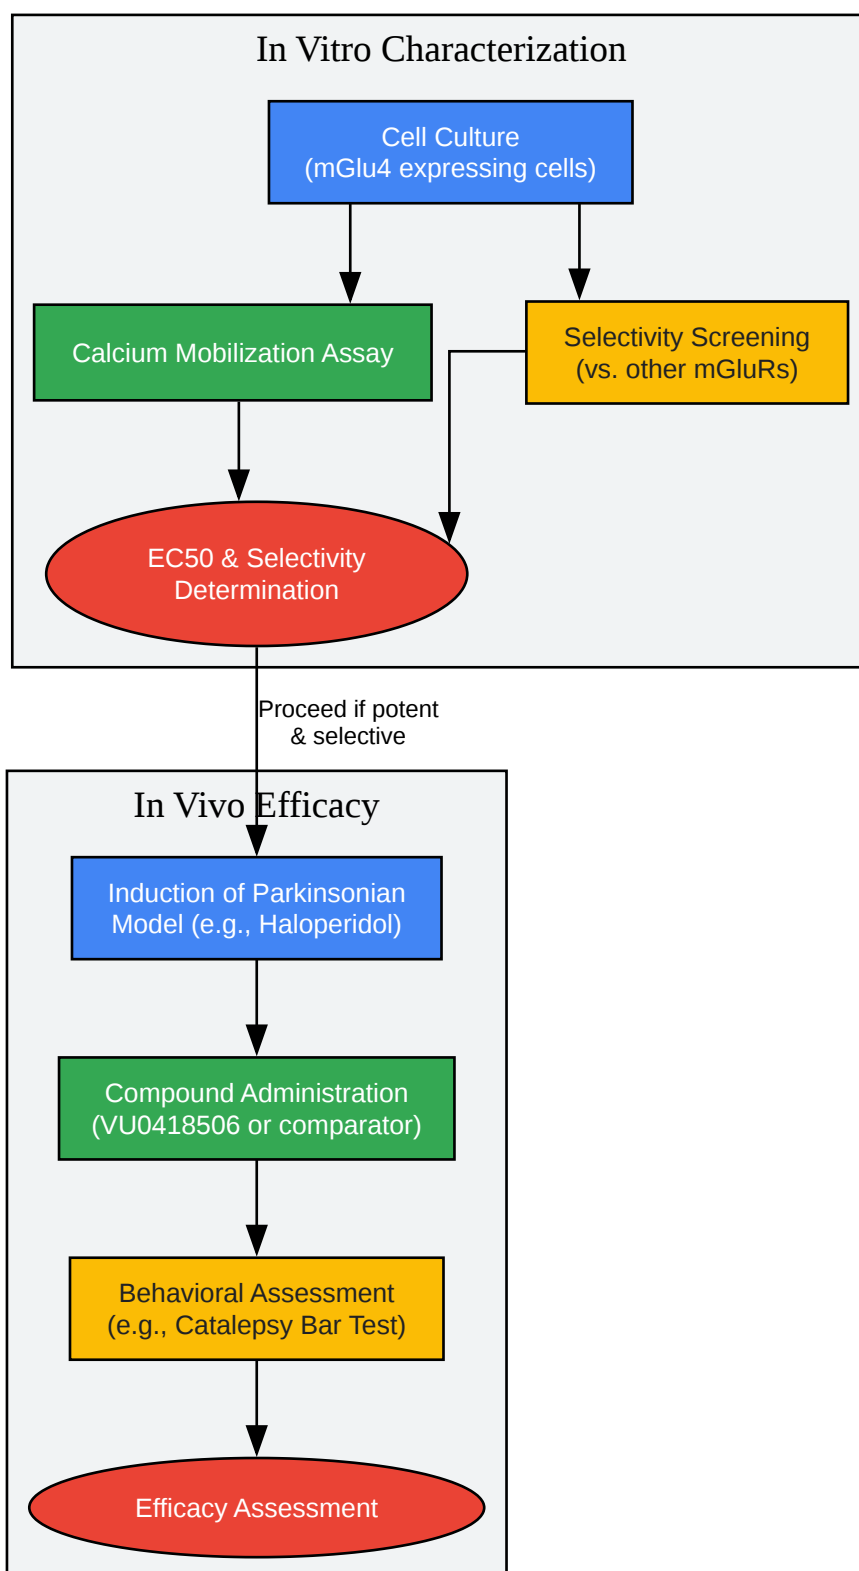 In Vitro Characterization
Cell Culture
(mGlu4 expressing cells)
Calcium Mobilization Assay
Selectivity Screening
(vs. other mGluRs)
EC50 & Selectivity
Determination
Proceed if potent
& selective
In Vivo Efficacy
Induction of Parkinsonian
Model (e.g., Haloperidol)
Compound Administration
(VU0418506 or comparator)
Behavioral Assessment
(e.g., Catalepsy Bar Test)
Efficacy Assessment